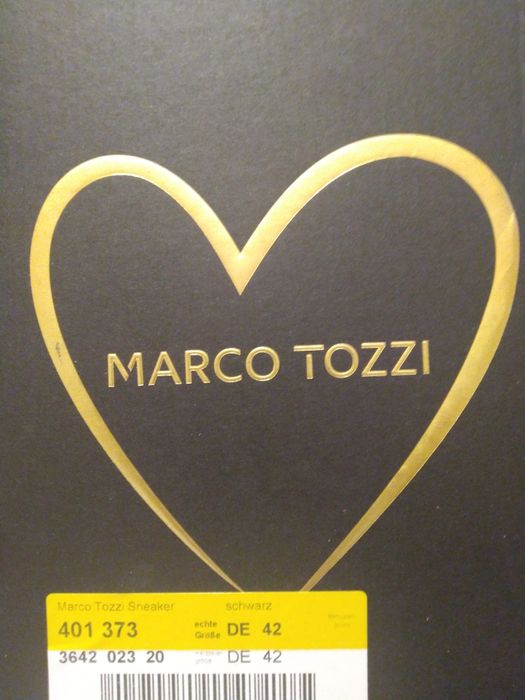 MARCO TOZZI
Marco Tozzi Sneaker schwarz
401 373 echte Größe DE 42
3642 023 20 DE 42